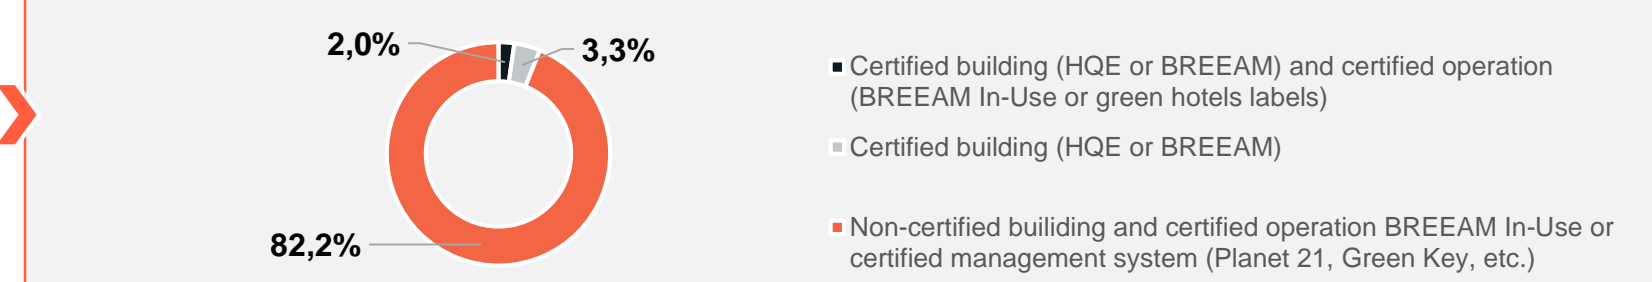 2,0%
3,3%
82,2%
Certified building (HQE or BREEAM) and certified operation
(BREEAM In-Use or green hotels labels)
Certified building (HQE or BREEAM)
Non-certified builiding and certified operation BREEAM In-Use or
certified management system (Planet 21, Green Key, etc.)